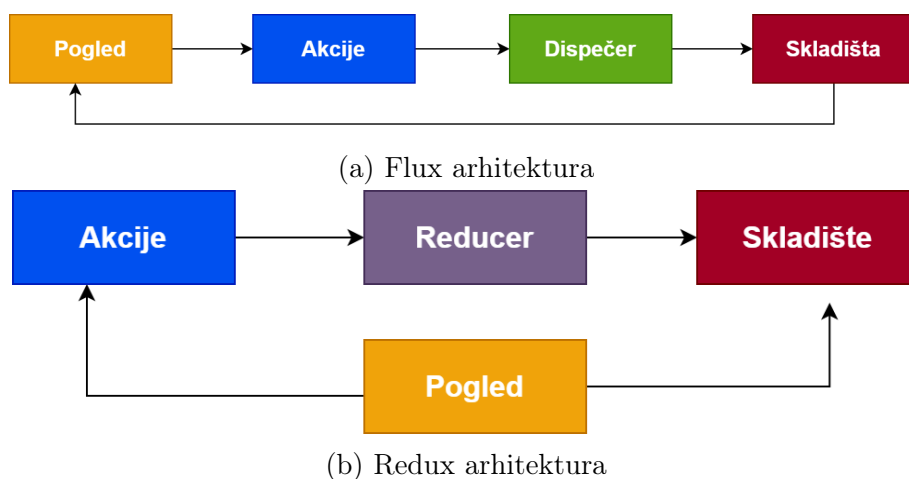 Pogled Akcije Dispečer Skladišta
(a) Flux arhitektura
Akcije Reducer Skladište
Pogled
(b) Redux arhitektura